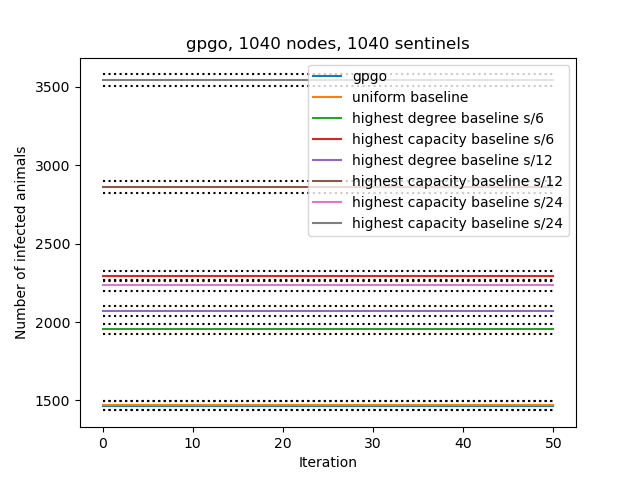 gpgo, 1040 nodes, 1040 sentinels
Number of infected animals
3500
3000
2500
2000
1500
gpgo
uniform baseline
highest degree baseline s/6
highest capacity baseline s/6
highest degree baseline s/12
highest capacity baseline s/12
highest capacity baseline s/24
highest capacity baseline s/24
0 10 20 30 40 50
Iteration